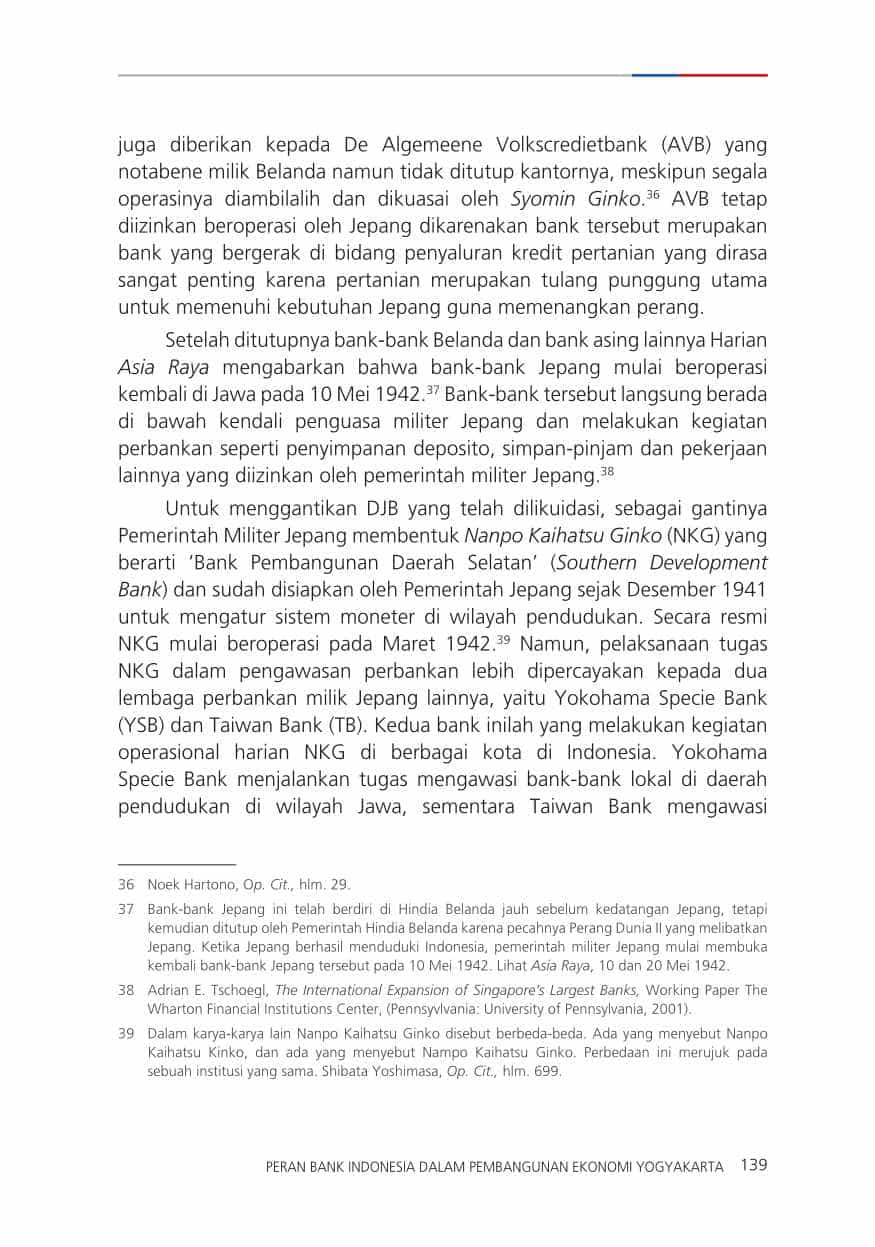 juga diberikan kepada De Algemeene Volkscredietbank (AVB) yang
notabene milik Belanda namun tidak ditutup kantornya, meskipun segala
operasinya diambilalih dan dikuasai oleh Syomin Ginko.36 AVB tetap
diizinkan beroperasi oleh Jepang dikarenakan bank tersebut merupakan
bank yang bergerak di bidang penyaluran kredit pertanian yang dirasa
sangat penting karena pertanian merupakan tulang punggung utama
untuk memenuhi kebutuhan Jepang guna memenangkan perang.
Setelah ditutupnya bank-bank Belanda dan bank asing lainnya Harian
Asia Raya mengabarkan bahwa bank-bank Jepang mulai beroperasi
kembali di Jawa pada 10 Mei 1942.37 Bank-bank tersebut langsung berada
di bawah kendali penguasa militer Jepang dan melakukan kegiatan
perbankan seperti penyimpanan deposito, simpan-pinjam dan pekerjaan
lainnya yang diizinkan oleh pemerintah militer Jepang.38
Untuk menggantikan DJB yang telah dilikuidasi, sebagai gantinya
Pemerintah Militer Jepang membentuk Nanpo Kaihatsu Ginko (NKG) yang
berarti ‘Bank Pembangunan Daerah Selatan’ (Southern Development
Bank) dan sudah disiapkan oleh Pemerintah Jepang sejak Desember 1941
untuk mengatur sistem moneter di wilayah pendudukan. Secara resmi
NKG mulai beroperasi pada Maret 1942.39 Namun, pelaksanaan tugas
NKG dalam pengawasan perbankan lebih dipercayakan kepada dua
lembaga perbankan milik Jepang lainnya, yaitu Yokohama Specie Bank
(YSB) dan Taiwan Bank (TB). Kedua bank inilah yang melakukan kegiatan
operasional harian NKG di berbagai kota di Indonesia. Yokohama
Specie Bank menjalankan tugas mengawasi bank-bank lokal di daerah
pendudukan di wilayah Jawa, sementara Taiwan Bank mengawasi
36 Noek Hartono, Op. Cit., hlm. 29.
37 Bank-bank Jepang ini telah berdiri di Hindia Belanda jauh sebelum kedatangan Jepang, tetapi
kemudian ditutup oleh Pemerintah Hindia Belanda karena pecahnya Perang Dunia II yang melibatkan
Jepang. Ketika Jepang berhasil menduduki Indonesia, pemerintah militer Jepang mulai membuka
kembali bank-bank Jepang tersebut pada 10 Mei 1942. Lihat Asia Raya, 10 dan 20 Mei 1942.
38 Adrian E. Tschoegl, The International Expansion of Singapore’s Largest Banks, Working Paper The
Wharton Financial Institutions Center, (Pennsyvlvania: University of Pennsylvania, 2001).
39 Dalam karya-karya lain Nanpo Kaihatsu Ginko disebut berbeda-beda. Ada yang menyebut Nanpo
Kaihatsu Kinko, dan ada yang menyebut Nampo Kaihatsu Ginko. Perbedaan ini merujuk pada
sebuah institusi yang sama. Shibata Yoshimasa, Op. Cit., hlm. 699.
PERAN BANK INDONESIA DALAM PEMBANGUNAN EKONOMI YOGYAKARTA 139